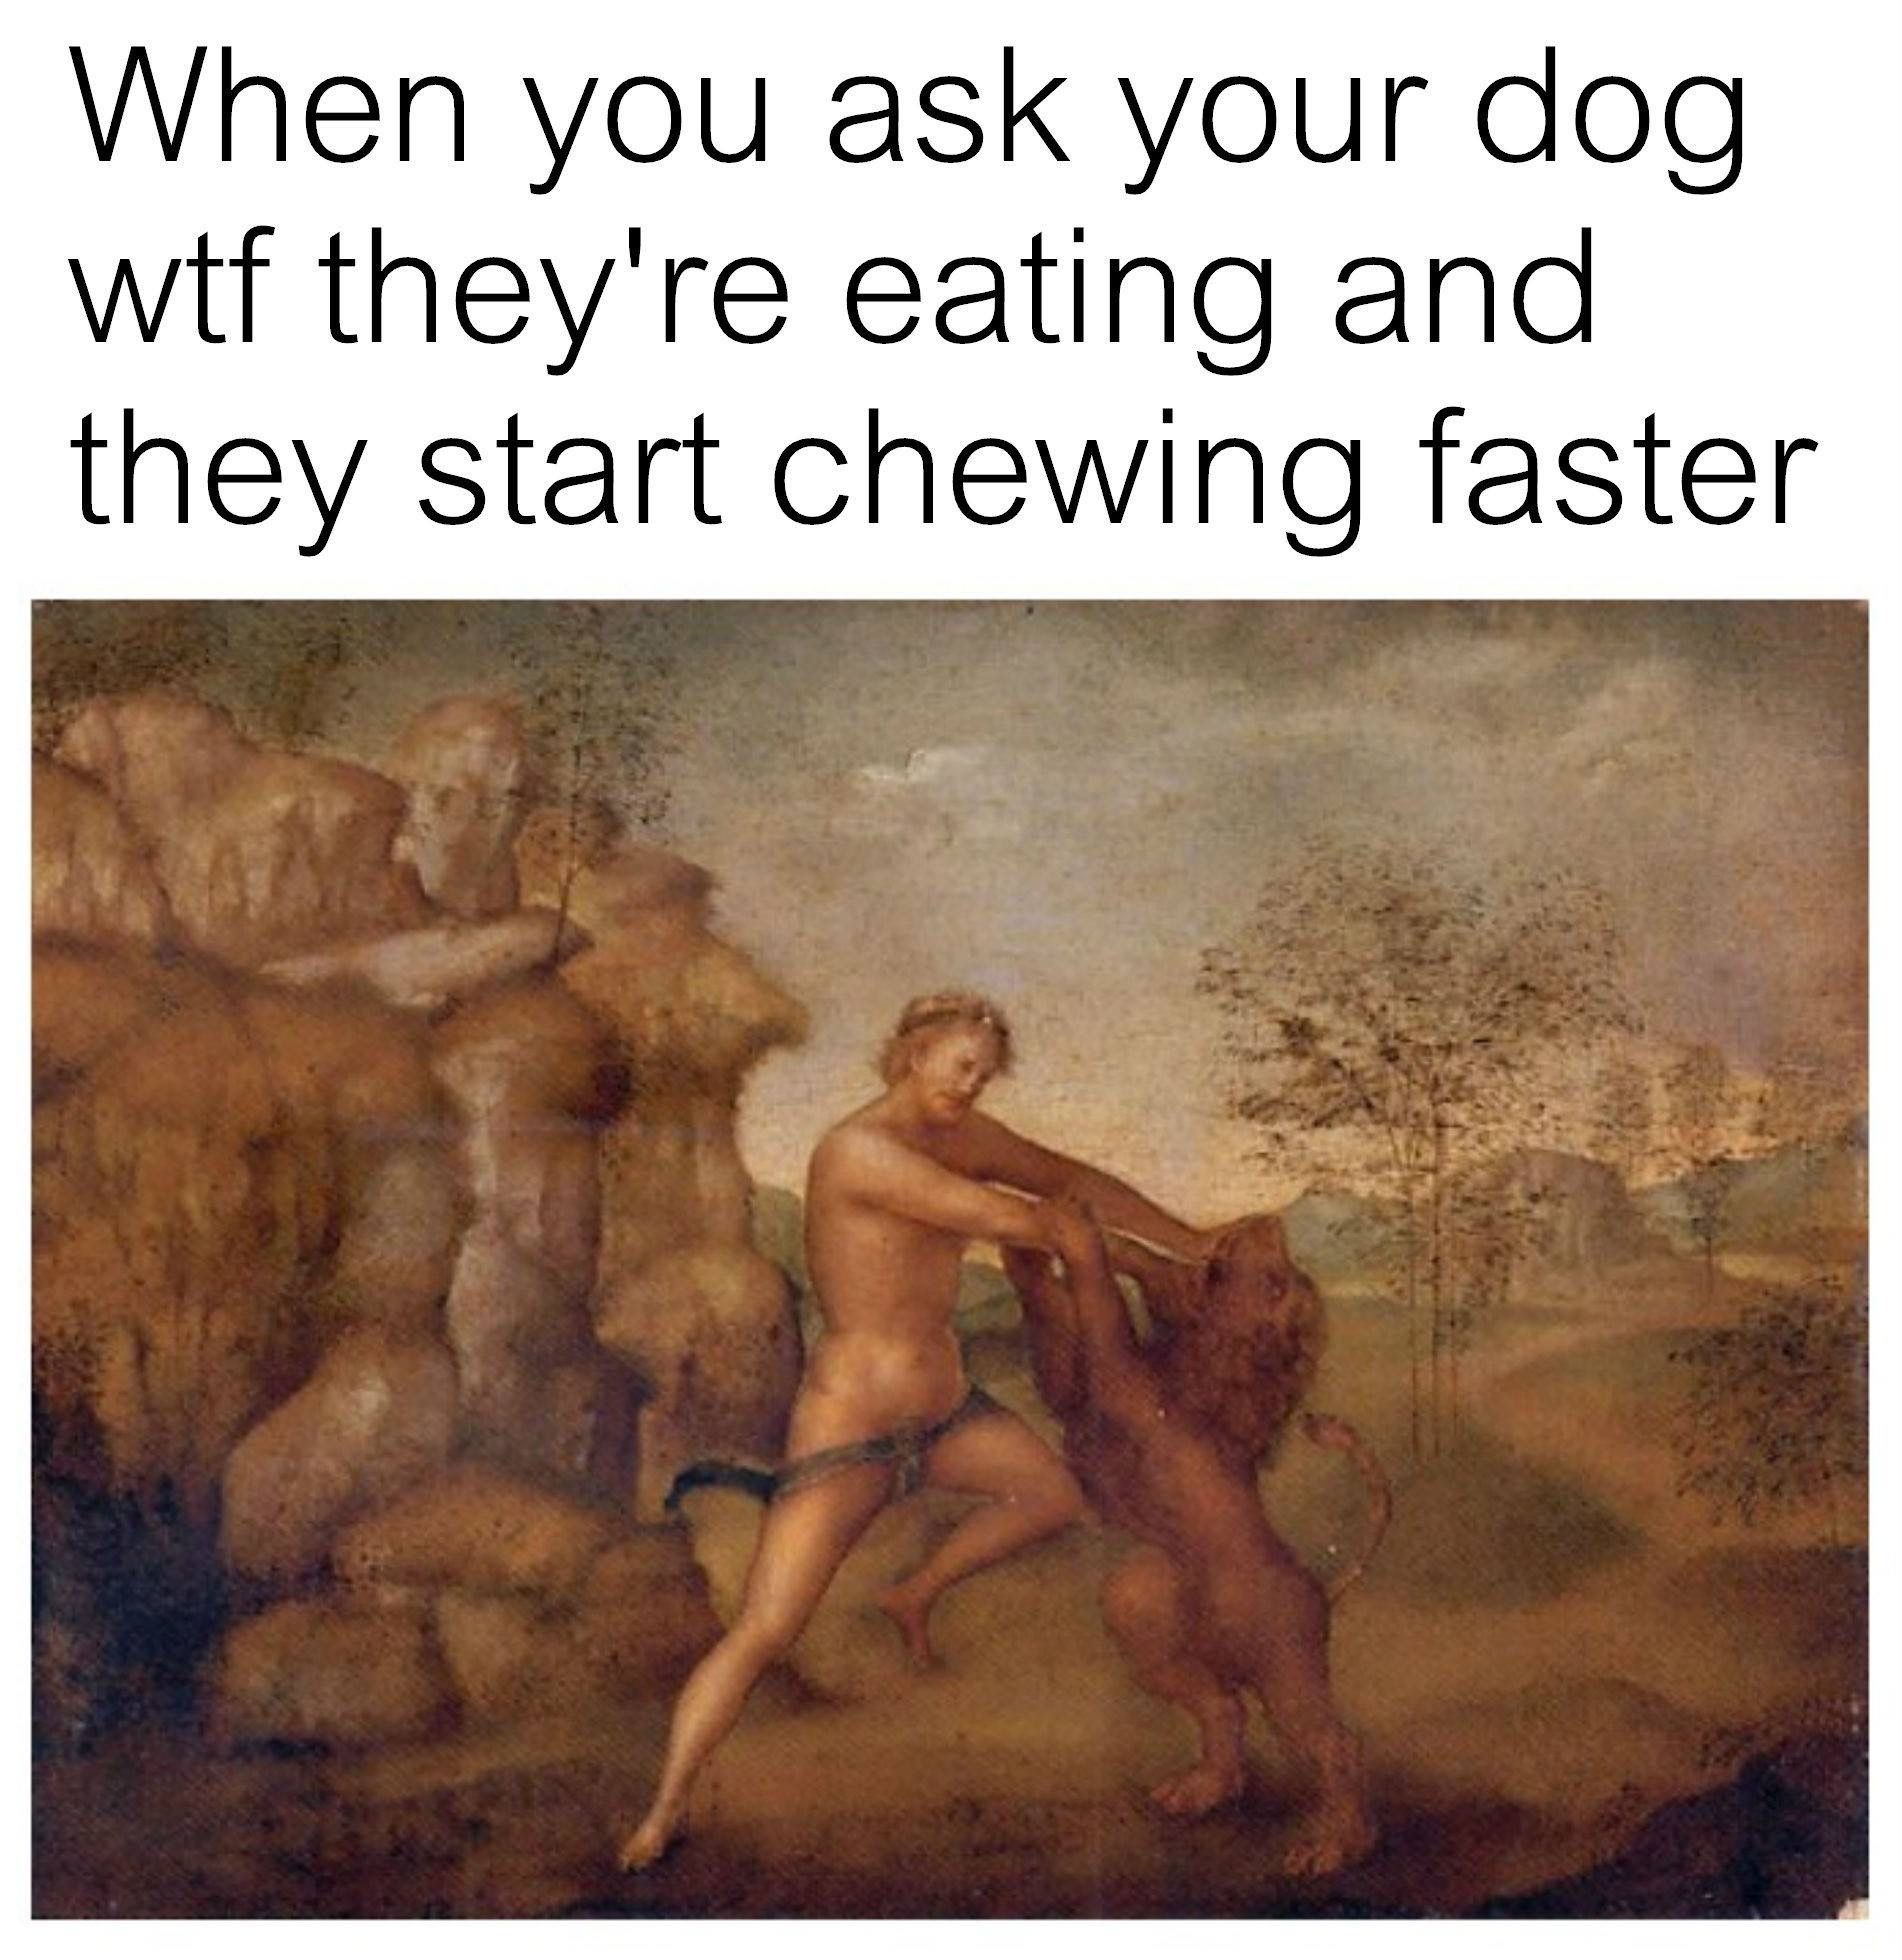 When you ask your dog
wtf they're eating and
they start chewing faster